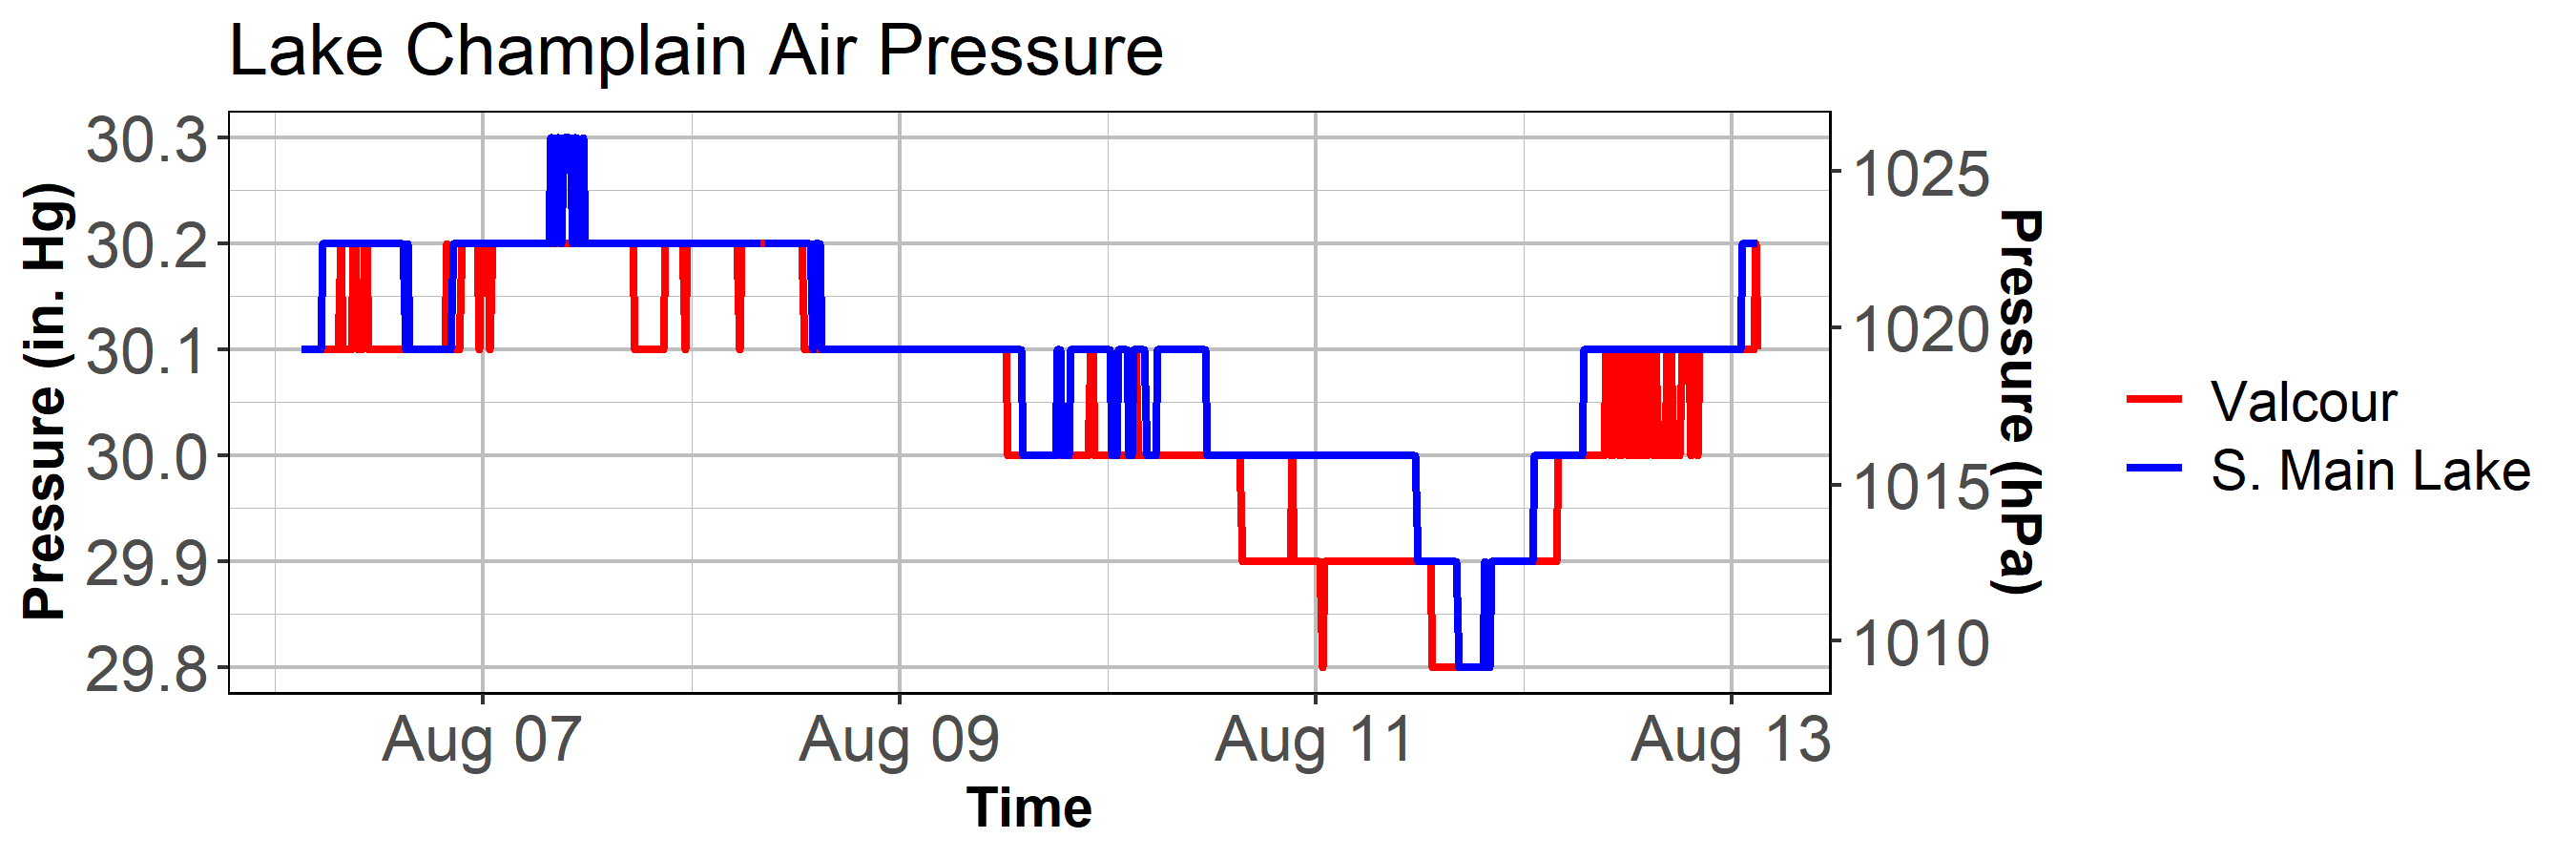 Lake Champlain Air Pressure
Pressure (in. Hg)
30.3
30.2
30.1
30.0
29.9
29.8
1025
1020
1015
1010
Pressure (hPa)
Aug 07
Aug 09
Aug 11
Aug 13
Time
Valcour
S. Main Lake